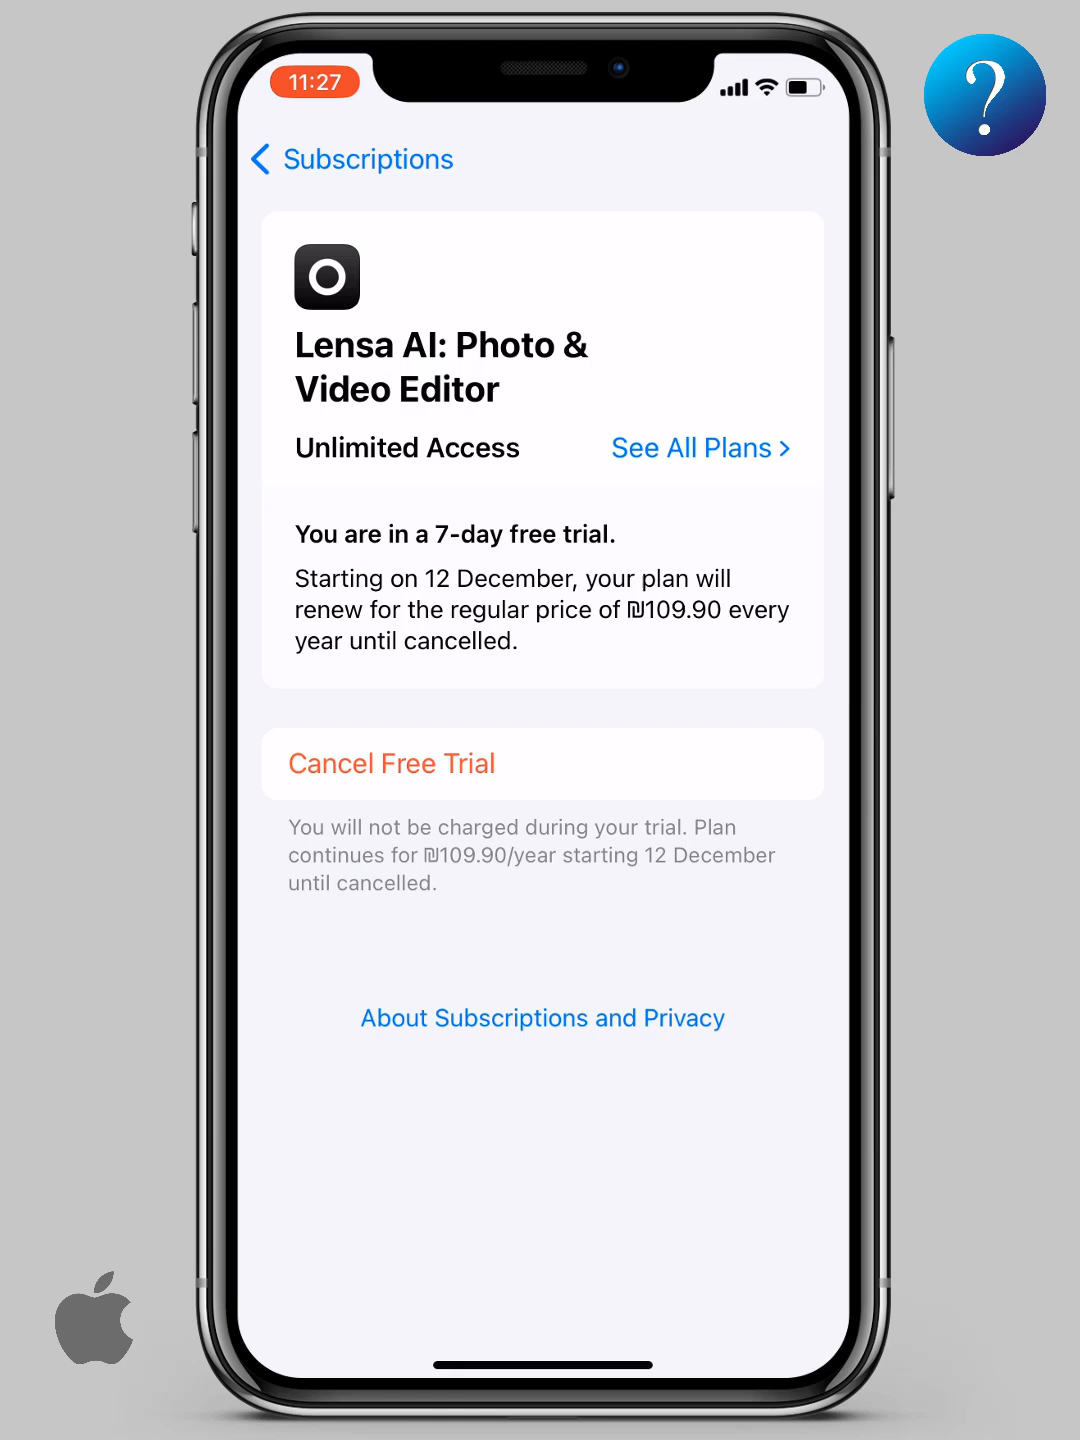 ?
11:27
Subscriptions
Lensa AI: Photo &
Video Editor
Unlimited Access
See All Plans >
You are in a 7-day free trial.
Starting on 12 December, your plan will
renew for the regular price of ₪109.90 every
year until cancelled.
Cancel Free Trial
You will not be charged during your trial. Plan
continues for ₪109.90/year starting 12 December
until cancelled.
About Subscriptions and Privacy